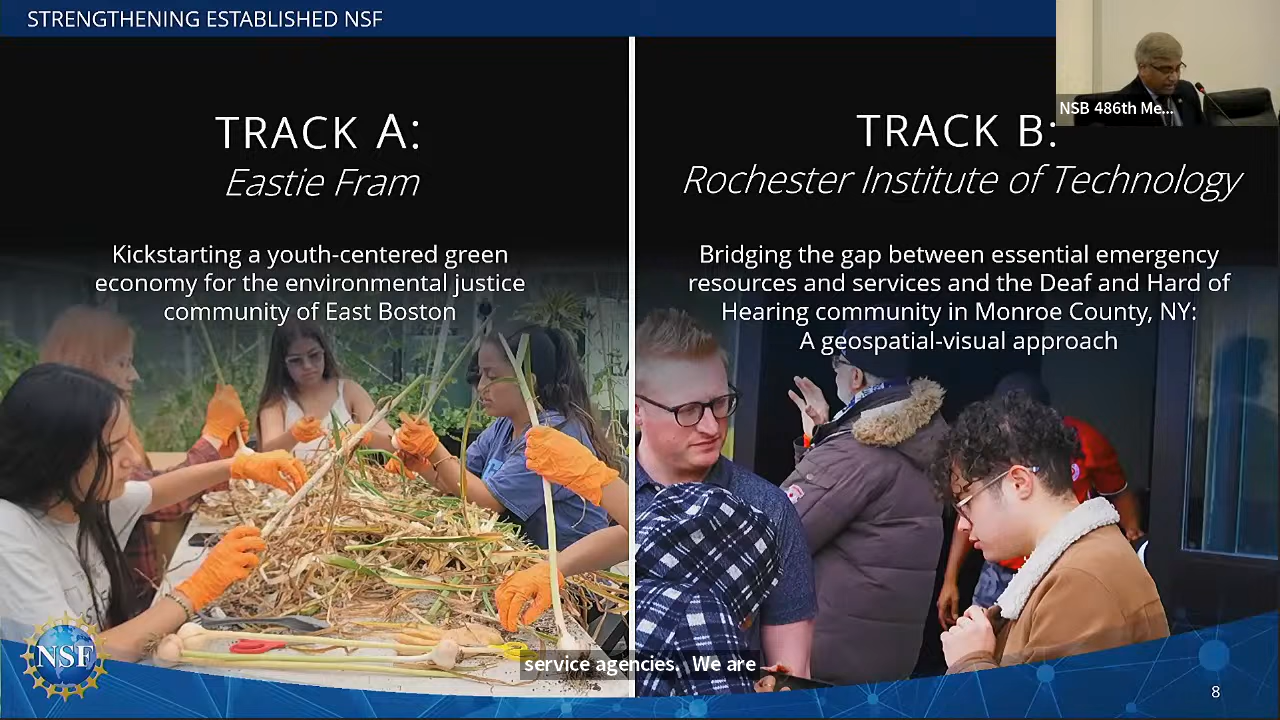 STRENGTHENING ESTABLISHED NSF
NSB 486th Me...
TRACK A:
Eastie Fram
Kickstarting a youth-centered green
economy for the environmental justice
community of East Boston
TRACK B:
Rochester Institute of Technology
Bridging the gap between essential emergency
resources and services and the Deaf and Hard of
Hearing community in Monroe County, NY:
A geospatial-visual approach
NSF
service agencies. We are
8